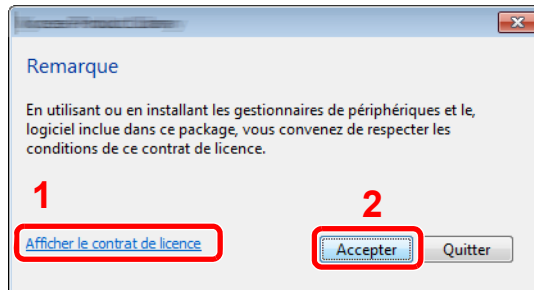 Remarque
En utilisant ou en installant les gestionnaires de périphériques et le,
logiciel inclue dans ce package, vous convenez de respecter les
conditions de ce contrat de licence.
1
2
Afficher le contrat de licence
Accepter
Quitter